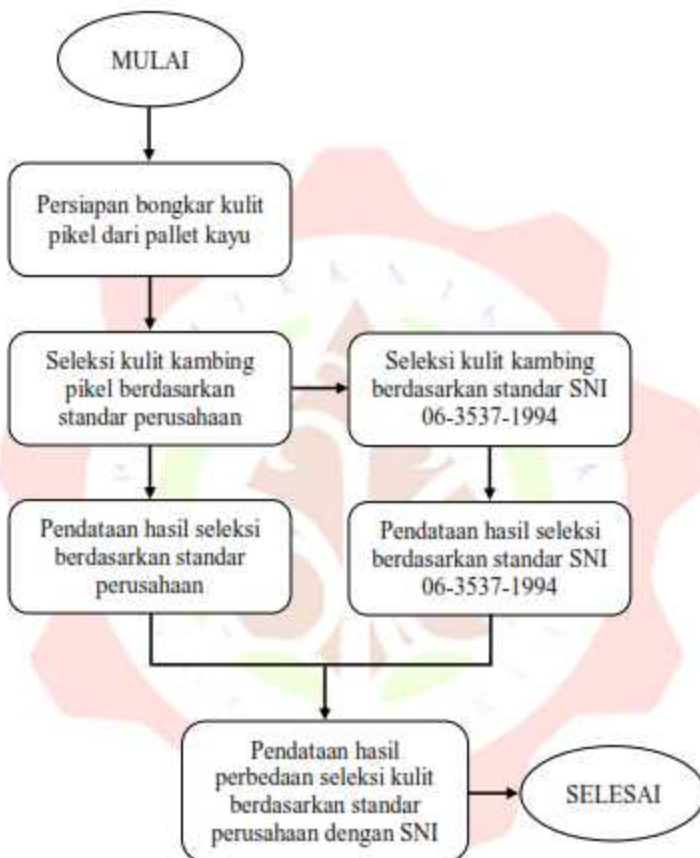 MULAI
Persiapan bongkar kulit
pikel dari pallet kayu
Seleksi kulit kambing
pikel berdasarkan
standar perusahaan
Seleksi kulit kambing
berdasarkan standar SNI
06-3537-1994
Pendataan hasil seleksi
berdasarkan standar
perusahaan
Pendataan hasil seleksi
berdasarkan standar SNI
06-3537-1994
Pendataan hasil
perbedaan seleksi kulit
berdasarkan standar
perusahaan dengan SNI
SELESAI